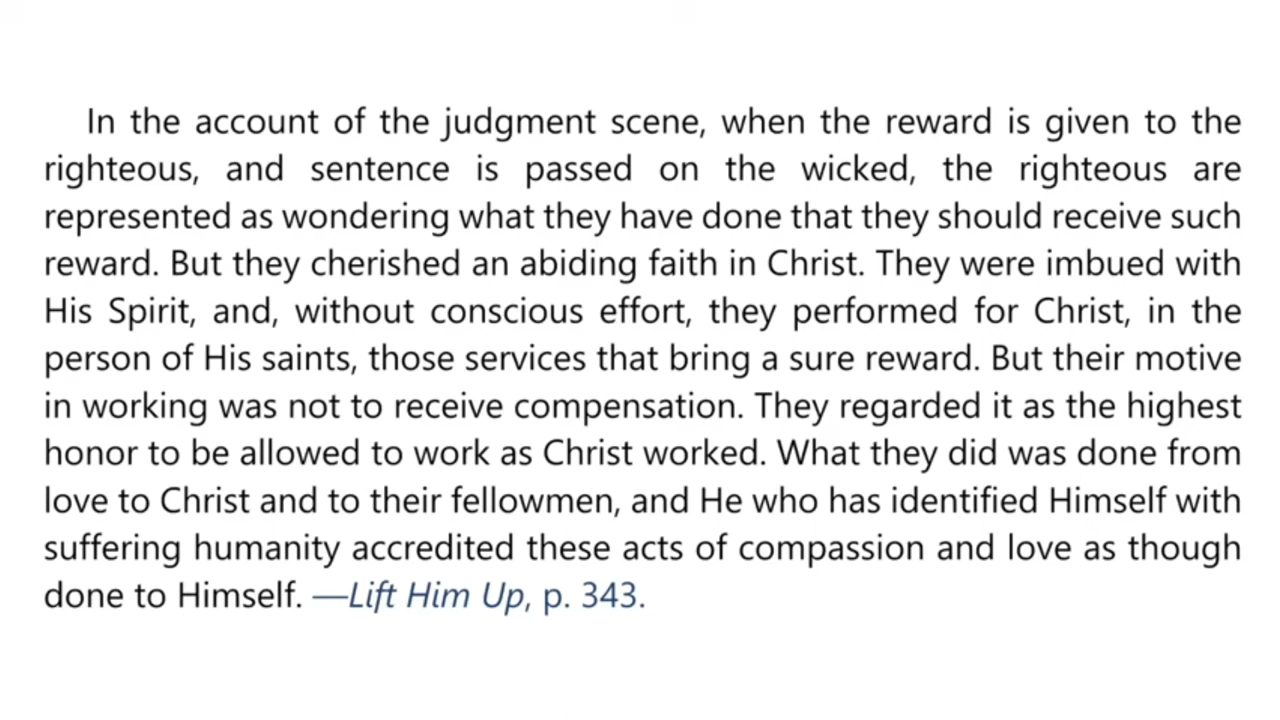 In the account of the judgment scene, when the reward is given to the
righteous, and sentence is passed on the wicked, the righteous are
represented as wondering what they have done that they should receive such
reward. But they cherished an abiding faith in Christ. They were imbued with
His Spirit, and, without conscious effort, they performed for Christ, in the
person of His saints, those services that bring a sure reward. But their motive
in working was not to receive compensation. They regarded it as the highest
honor to be allowed to work as Christ worked. What they did was done from
love to Christ and to their fellowmen, and He who has identified Himself with
suffering humanity accredited these acts of compassion and love as though
done to Himself. —Lift Him Up, p. 343.